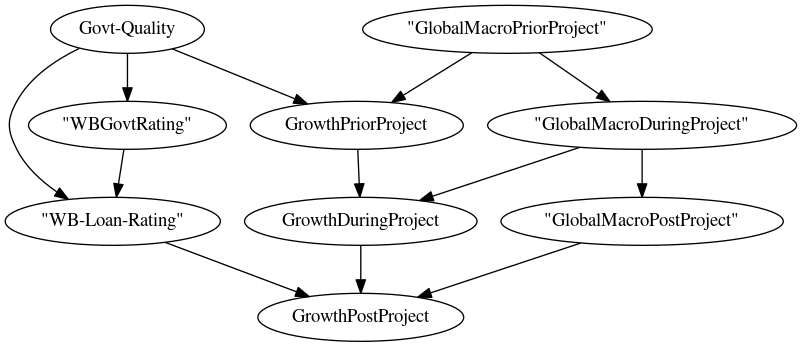 Govt-Quality
"GlobalMacroPriorProject"
"WBGovtRating"
GrowthPriorProject
"GlobalMacroDuringProject"
"WB-Loan-Rating"
GrowthDuringProject
"GlobalMacroPostProject"
GrowthPostProject